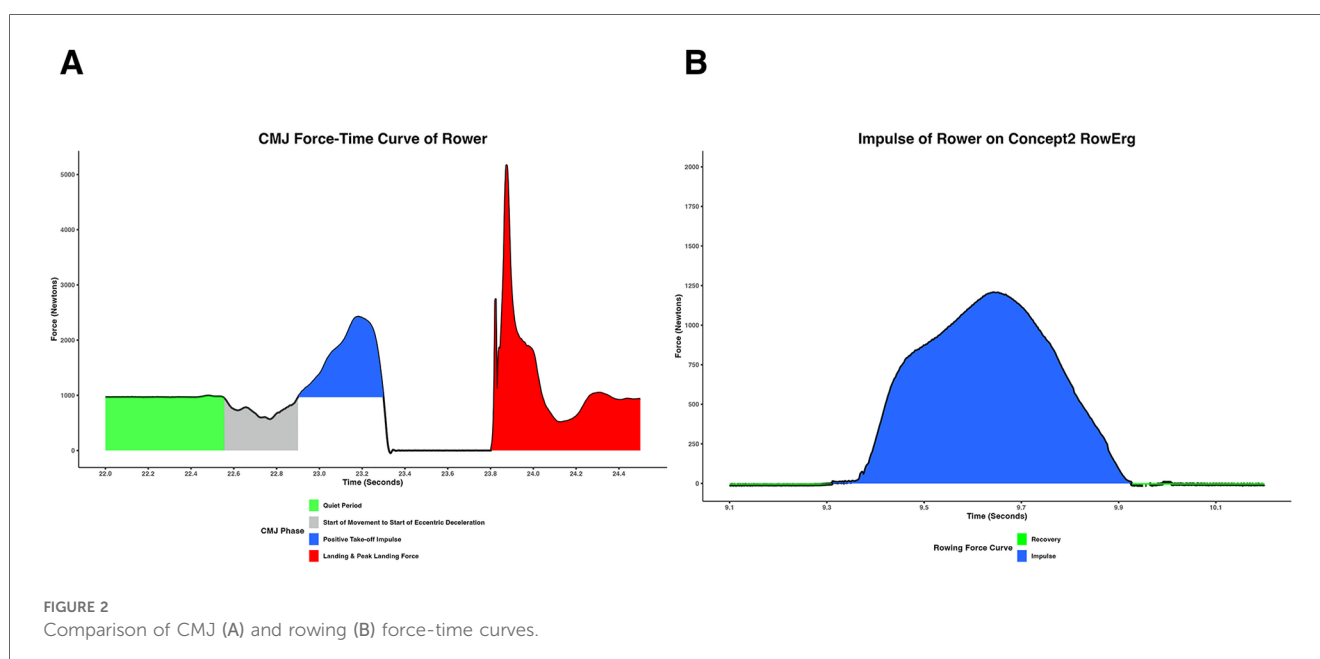 A
CMJ Force-Time Curve of Rower
Force (Newtons)
5000
4000
3000
2000
1000
0
22.0 22.2 22.4 22.6 22.8 23.0 23.2 23.4 23.6 23.8 24.0 24.2 24.4
Time (Seconds)
CMJ Phase
Quiet Period
Start of Movement to Start of Eccentric Deceleration
Positive Take-off Impulse
Landing & Peak Landing Force
B
Impulse of Rower on Concept2 RowErg
Force (Newtons)
2000
1750
1500
1250
1000
750
500
250
0
9.1 9.3 9.5 9.7 9.9 10.1
Time (Seconds)
Rowing Force Curve
Recovery
Impulse
FIGURE 2
Comparison of CMJ (A) and rowing (B) force-time curves.